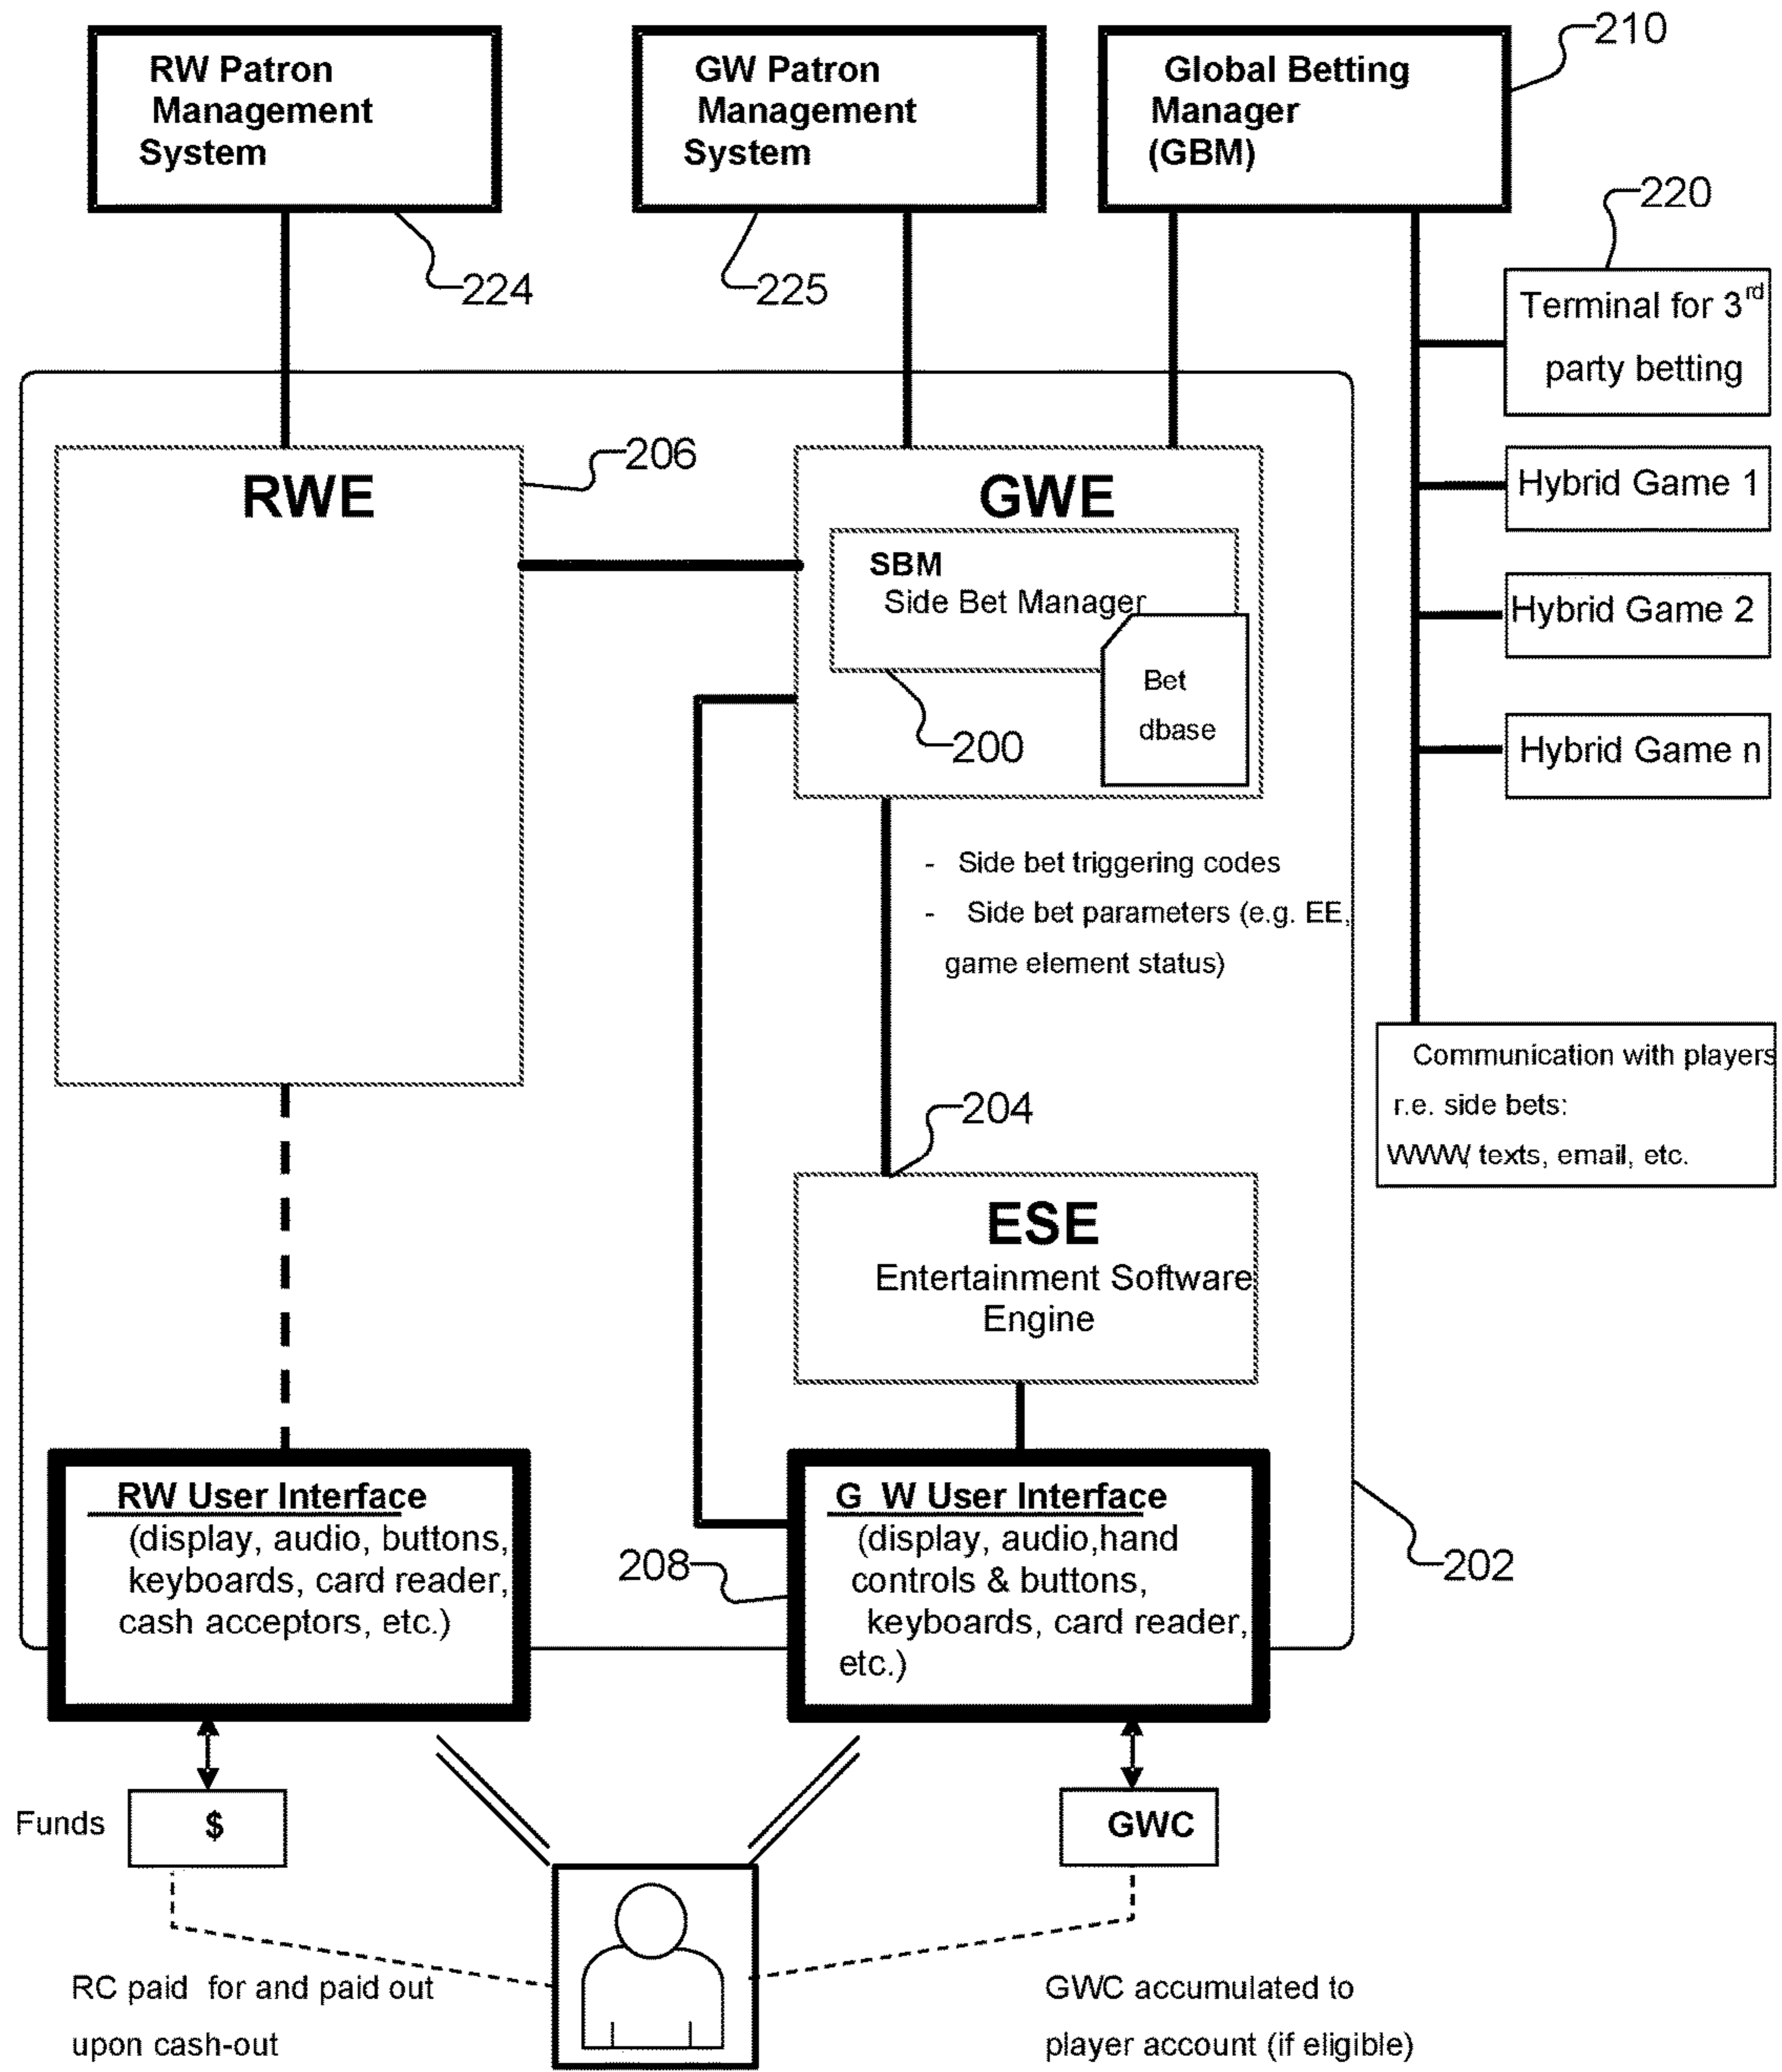 RW Patron
Management
System
GW Patron
Management
System
Global Betting
Manager
(GBM)
210
220
224
225
Terminal for 3rd
party betting
RWE
206
GWE
SBM
Side Bet Manager
Bet
dbase
200
Hybrid Game 1
Hybrid Game 2
Hybrid Game n
- Side bet triggering codes
- Side bet parameters (e.g. EE,
game element status)
Communication with players
r.e. side bets:
WWW, texts, email, etc.
204
ESE
Entertainment Software
Engine
RW User Interface
(display, audio, buttons,
keyboards, card reader,
cash acceptors, etc.)
208
G W User Interface
(display, audio,hand
controls & buttons,
keyboards, card reader,
etc.)
202
Funds
$
GWC
RC paid for and paid out
upon cash-out
GWC accumulated to
player account (if eligible)